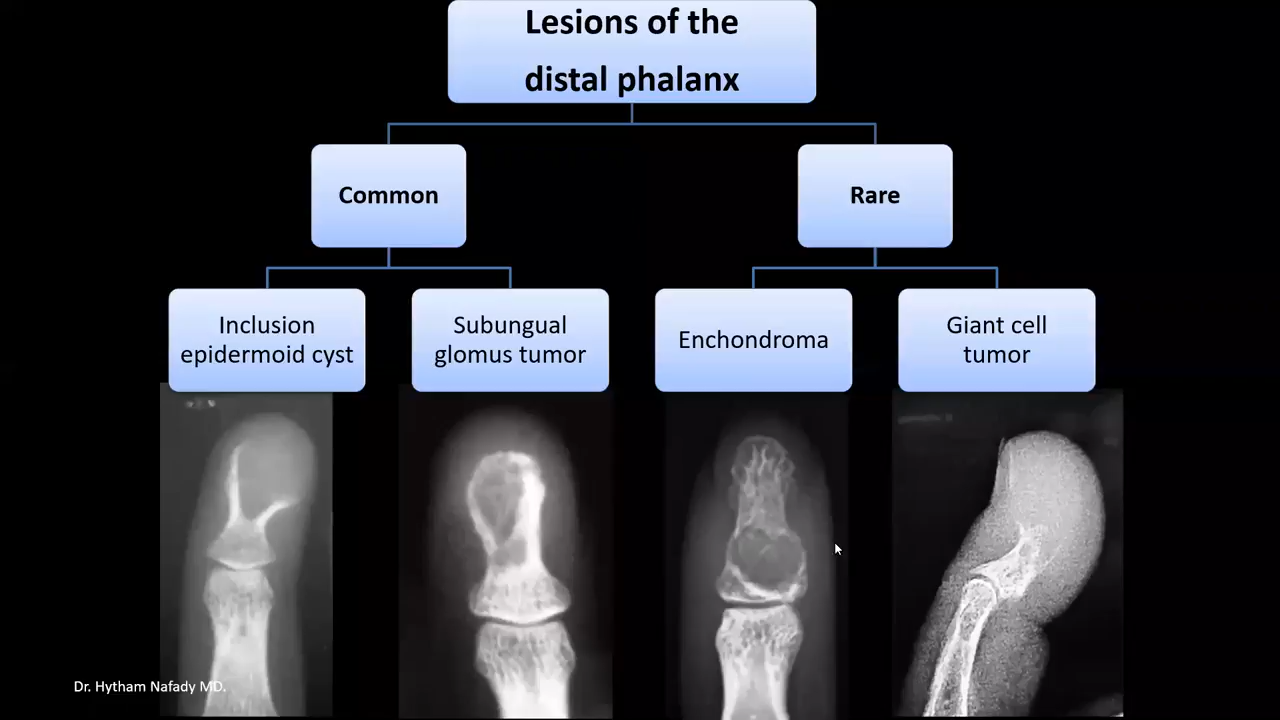 Lesions of the
distal phalanx
Common
Rare
Inclusion
epidermoid cyst
Subungual
glomus tumor
Enchondroma
Giant cell
tumor
Dr. Hytham Nafady MD.